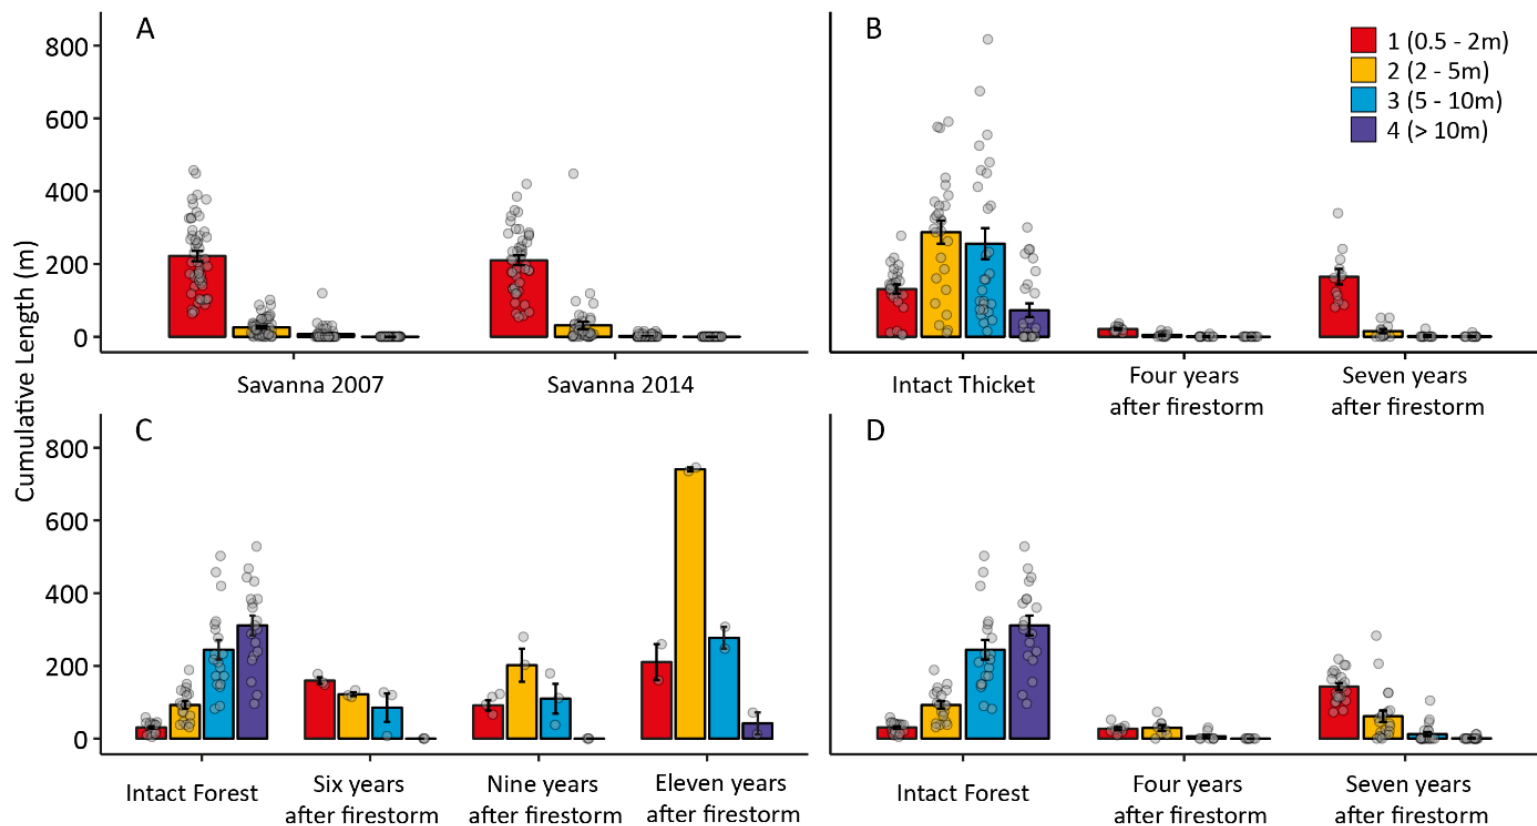 A
B
1 (0.5 - 2m)
2 (2 - 5m)
3 (5 - 10m)
4 (> 10m)
800
600
400
200
0
Savanna 2007
Savanna 2014
Intact Thicket
Four years
after firestorm
Seven years
after firestorm
Cumulative Length (m)
C
D
800
600
400
200
0
Intact Forest
Six years
after firestorm
Nine years
after firestorm
Eleven years
after firestorm
Intact Forest
Four years
after firestorm
Seven years
after firestorm